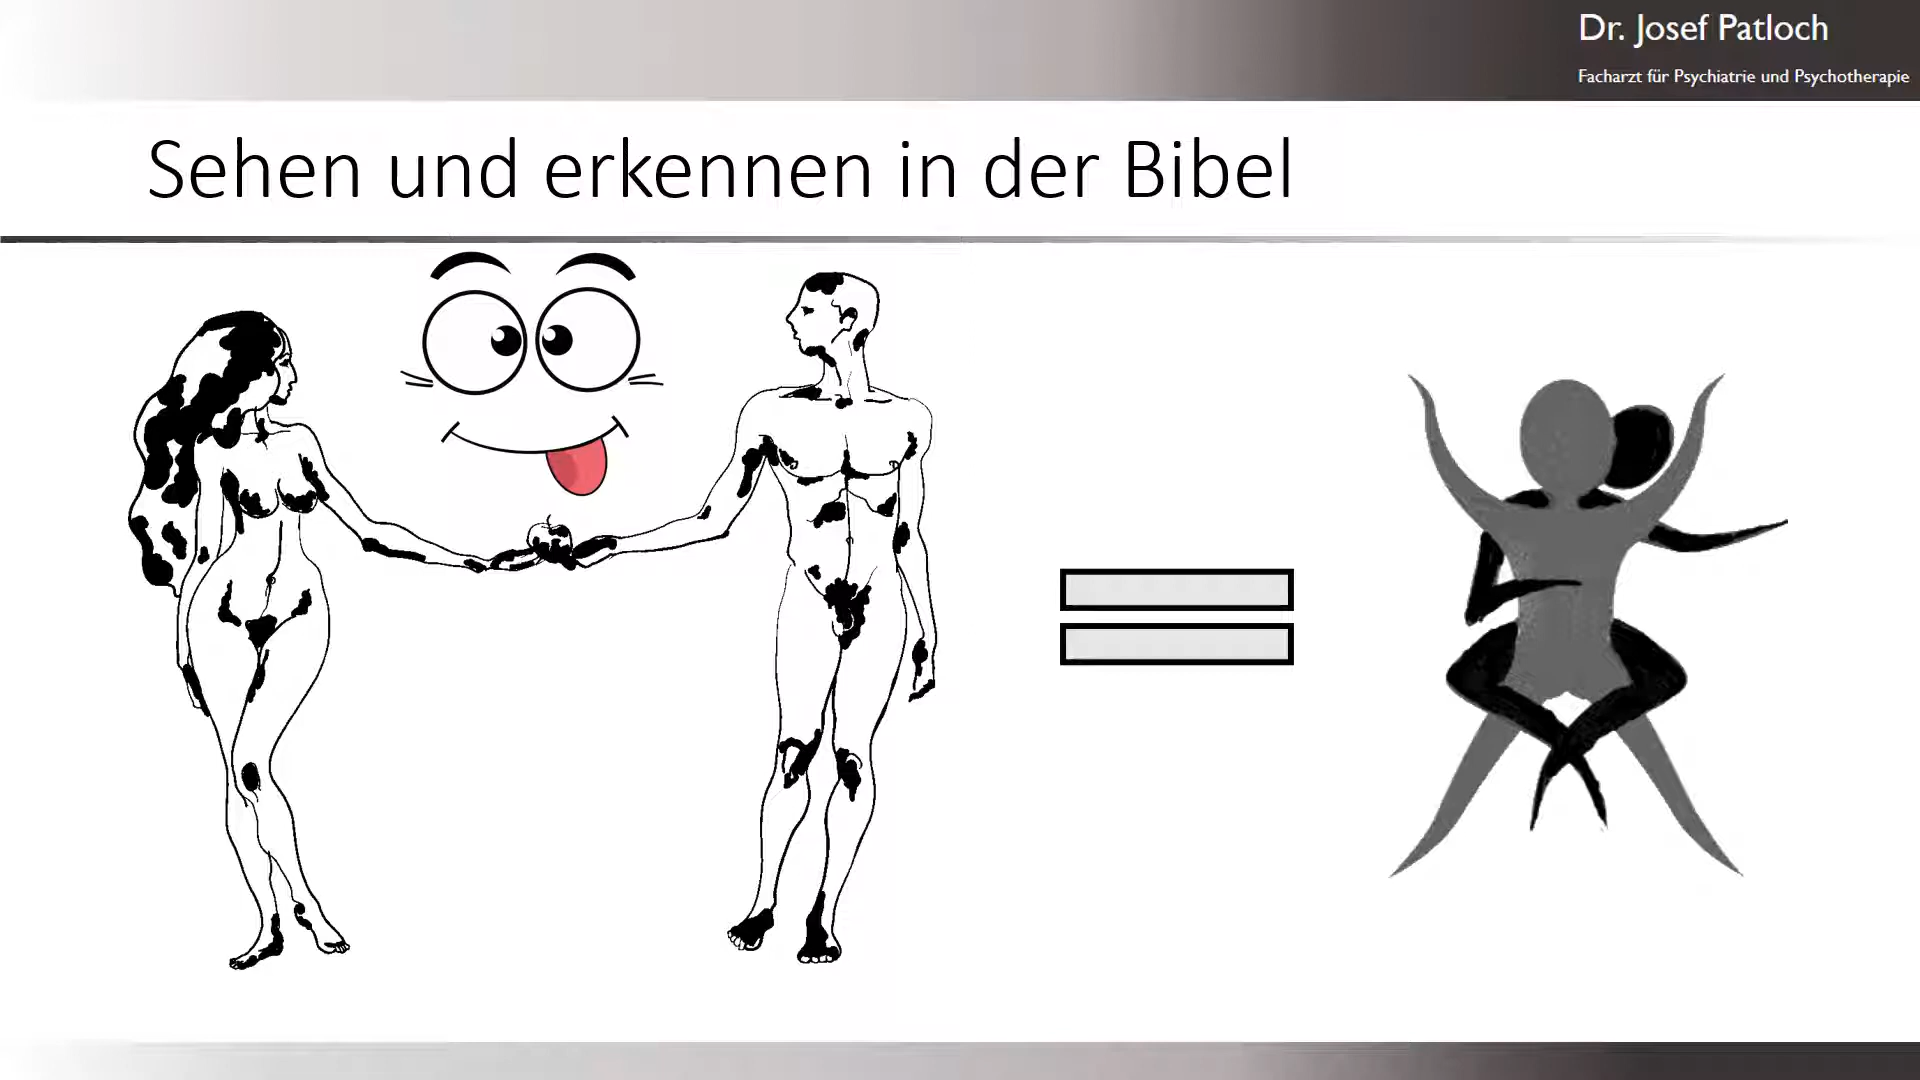 Dr. Josef Patloch
Facharzt für Psychiatrie und Psychotherapie
Sehen und erkennen in der Bibel